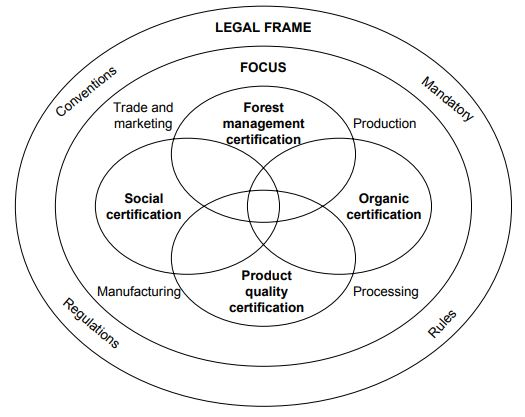 LEGAL FRAME
FOCUS
Conventions
Mandatory
Trade and
marketing
Forest
management
certification
Production
Social
certification
Organic
certification
Manufacturing
Product
quality
certification
Processing
Regulations
Rules